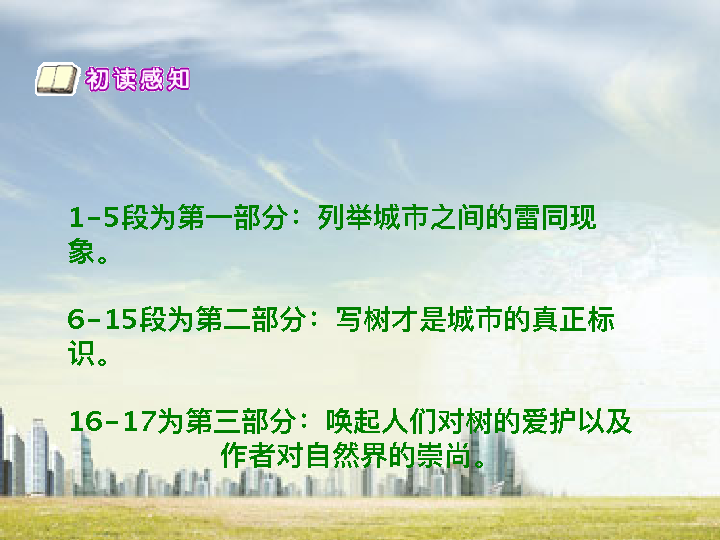 初读感知
1-5段为第一部分：列举城市之间的雷同现
象。
6-15段为第二部分：写树才是城市的真正标
识。
16-17为第三部分：唤起人们对树的爱护以及
作者对自然界的崇尚。